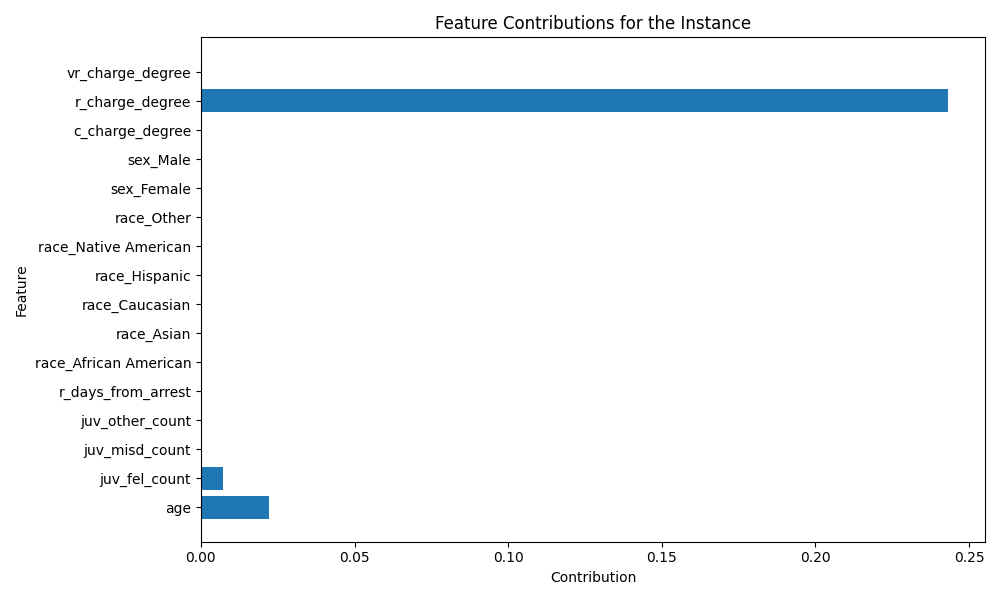 Feature Contributions for the Instance
vr_charge_degree
r_charge_degree
c_charge_degree
sex_Male
sex_Female
race_Other
race_Native American
race_Hispanic
race_Caucasian
race_Asian
race_African American
r_days_from_arrest
juv_other_count
juv_misd_count
juv_fel_count
age
Feature
0.00 0.05 0.10 0.15 0.20 0.25
Contribution